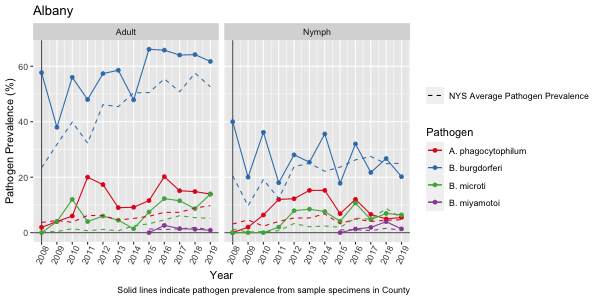 Albany
Adult
Nymph
Pathogen Prevalence (%)
60
40
20
0
2008 2009 2010 2011 2012 2013 2014 2015 2016 2017 2018 2019
2008 2009 2010 2011 2012 2013 2014 2015 2016 2017 2018 2019
Year
NYS Average Pathogen Prevalence
Pathogen
A. phagocytophilum
B. burgdorferi
B. microti
B. miyamotoi
Solid lines indicate pathogen prevalence from sample specimens in County